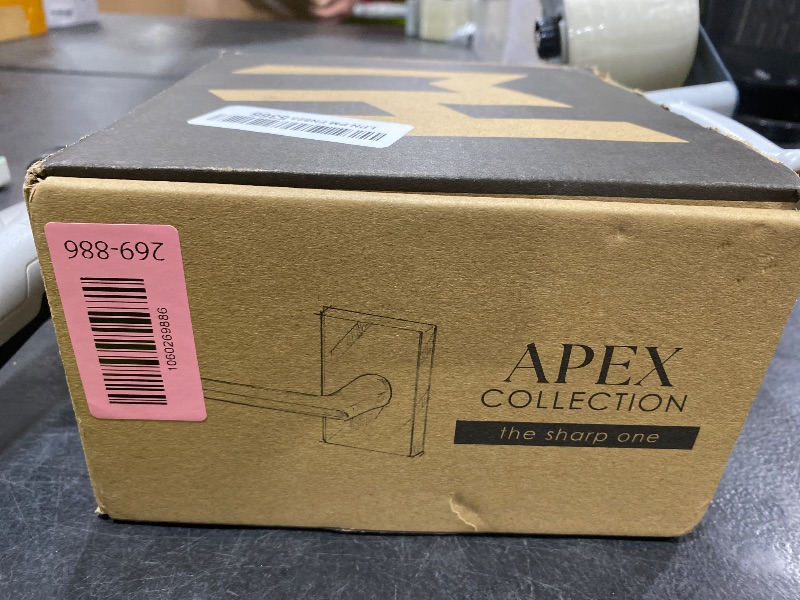 269-886
1060269886
APEX
COLLECTION
the sharp one